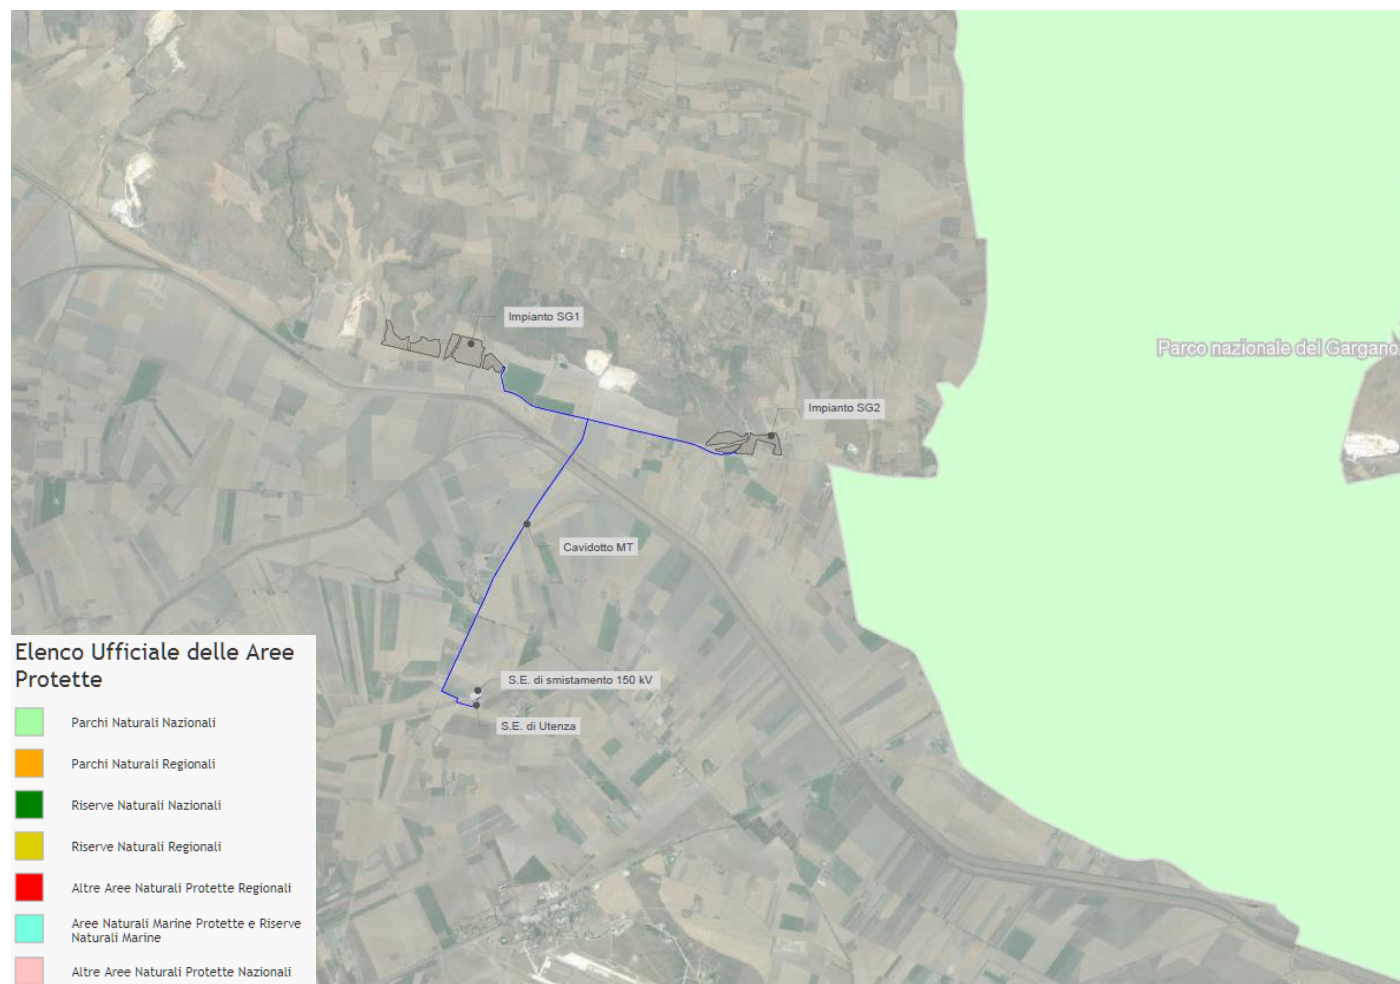 Impianto SG1
Parco nazionale del Gargano
Impianto SG2
Cavidotto MT
S.E. di smistamento 150 kV
S.E. di Utenza
Elenco Ufficiale delle Aree
Protette
Parchi Naturali Nazionali
Parchi Naturali Regionali
Riserve Naturali Nazionali
Riserve Naturali Regionali
Altre Aree Naturali Protette Regionali
Aree Naturali Marine Protette e Riserve
Naturali Marine
Altre Aree Naturali Protette Nazionali